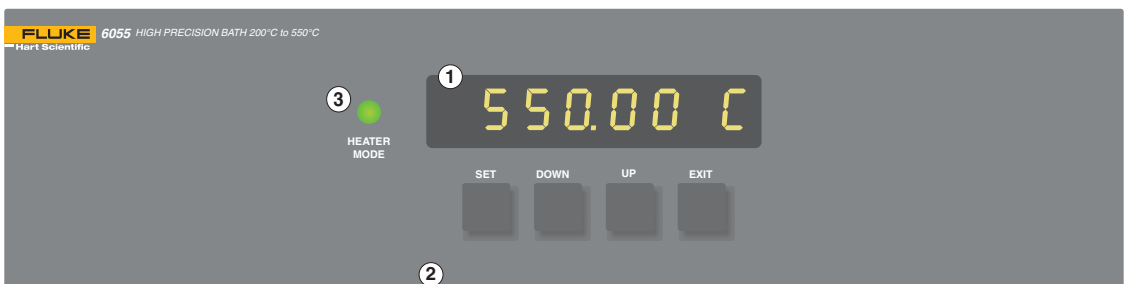 FLUKE
Hart Scientific
6055 HIGH PRECISION BATH 200°C to 550°C
1
3
550.00 C
HEATER
MODE
SET DOWN UP EXIT
2